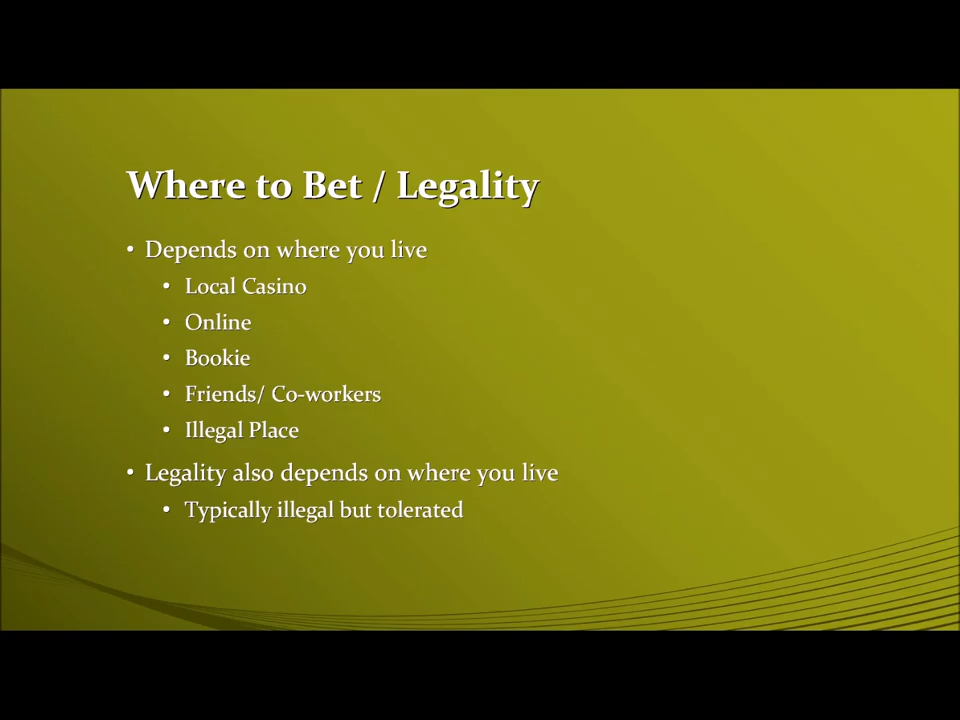 Where to Bet / Legality
• Depends on where you live
• Local Casino
• Online
• Bookie
• Friends/ Co-workers
• Illegal Place
• Legality also depends on where you live
• Typically illegal but tolerated